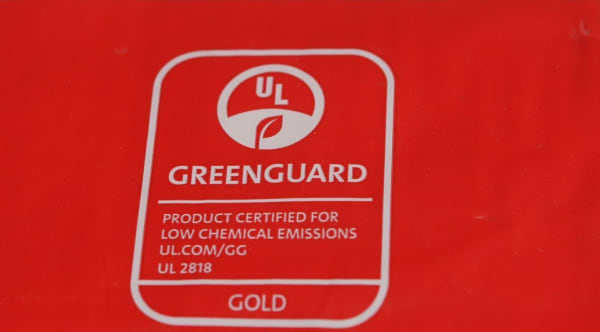 UL
GREENGUARD
PRODUCT CERTIFIED FOR
LOW CHEMICAL EMISSIONS
UL.COM/GG
UL 2818
GOLD